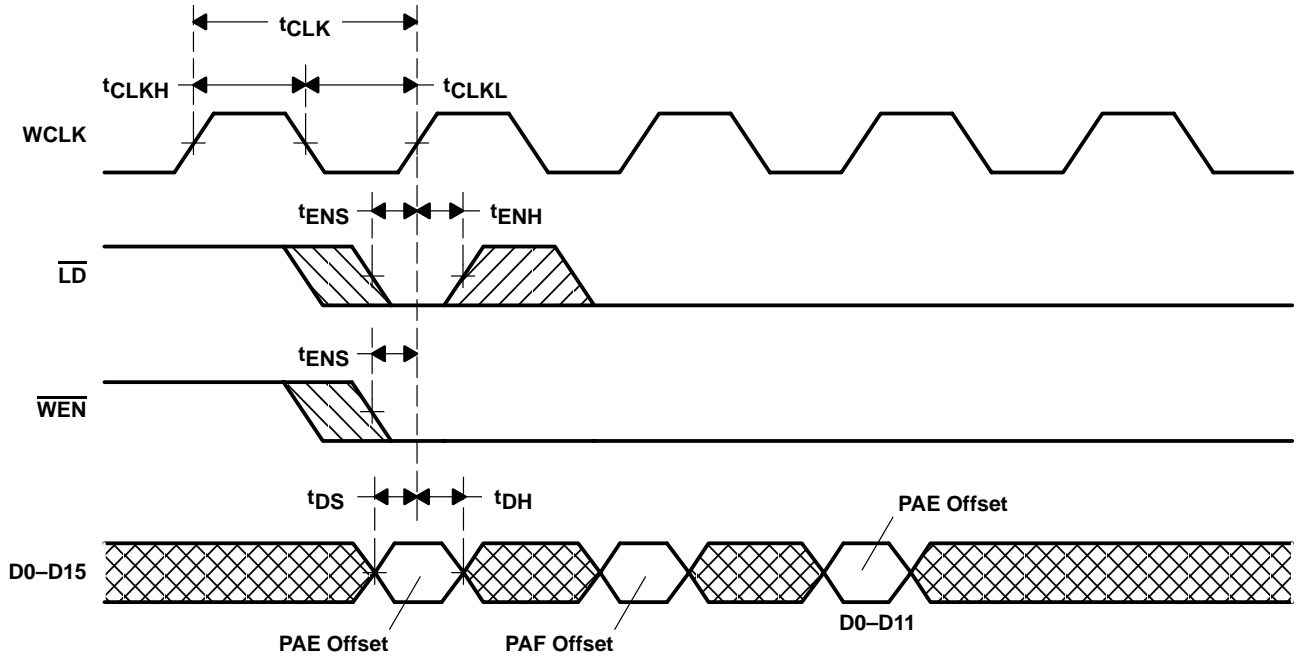 tCLK
tCLKH
tCLKL
WCLK
tENS
tENH
LD
tENS
WEN
tDS
tDH
PAE Offset
D0–D15
D0–D11
PAE Offset
PAF Offset